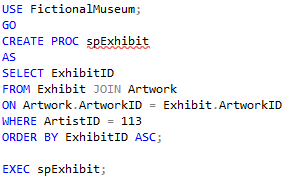 USE FictionalMuseum;
GO
CREATE PROC spExhibit
AS
SELECT ExhibitID
FROM Exhibit JOIN Artwork
ON Artwork.ArtworkID = Exhibit.ArtworkID
WHERE ArtistID = 113
ORDER BY ExhibitID ASC;
EXEC spExhibit;